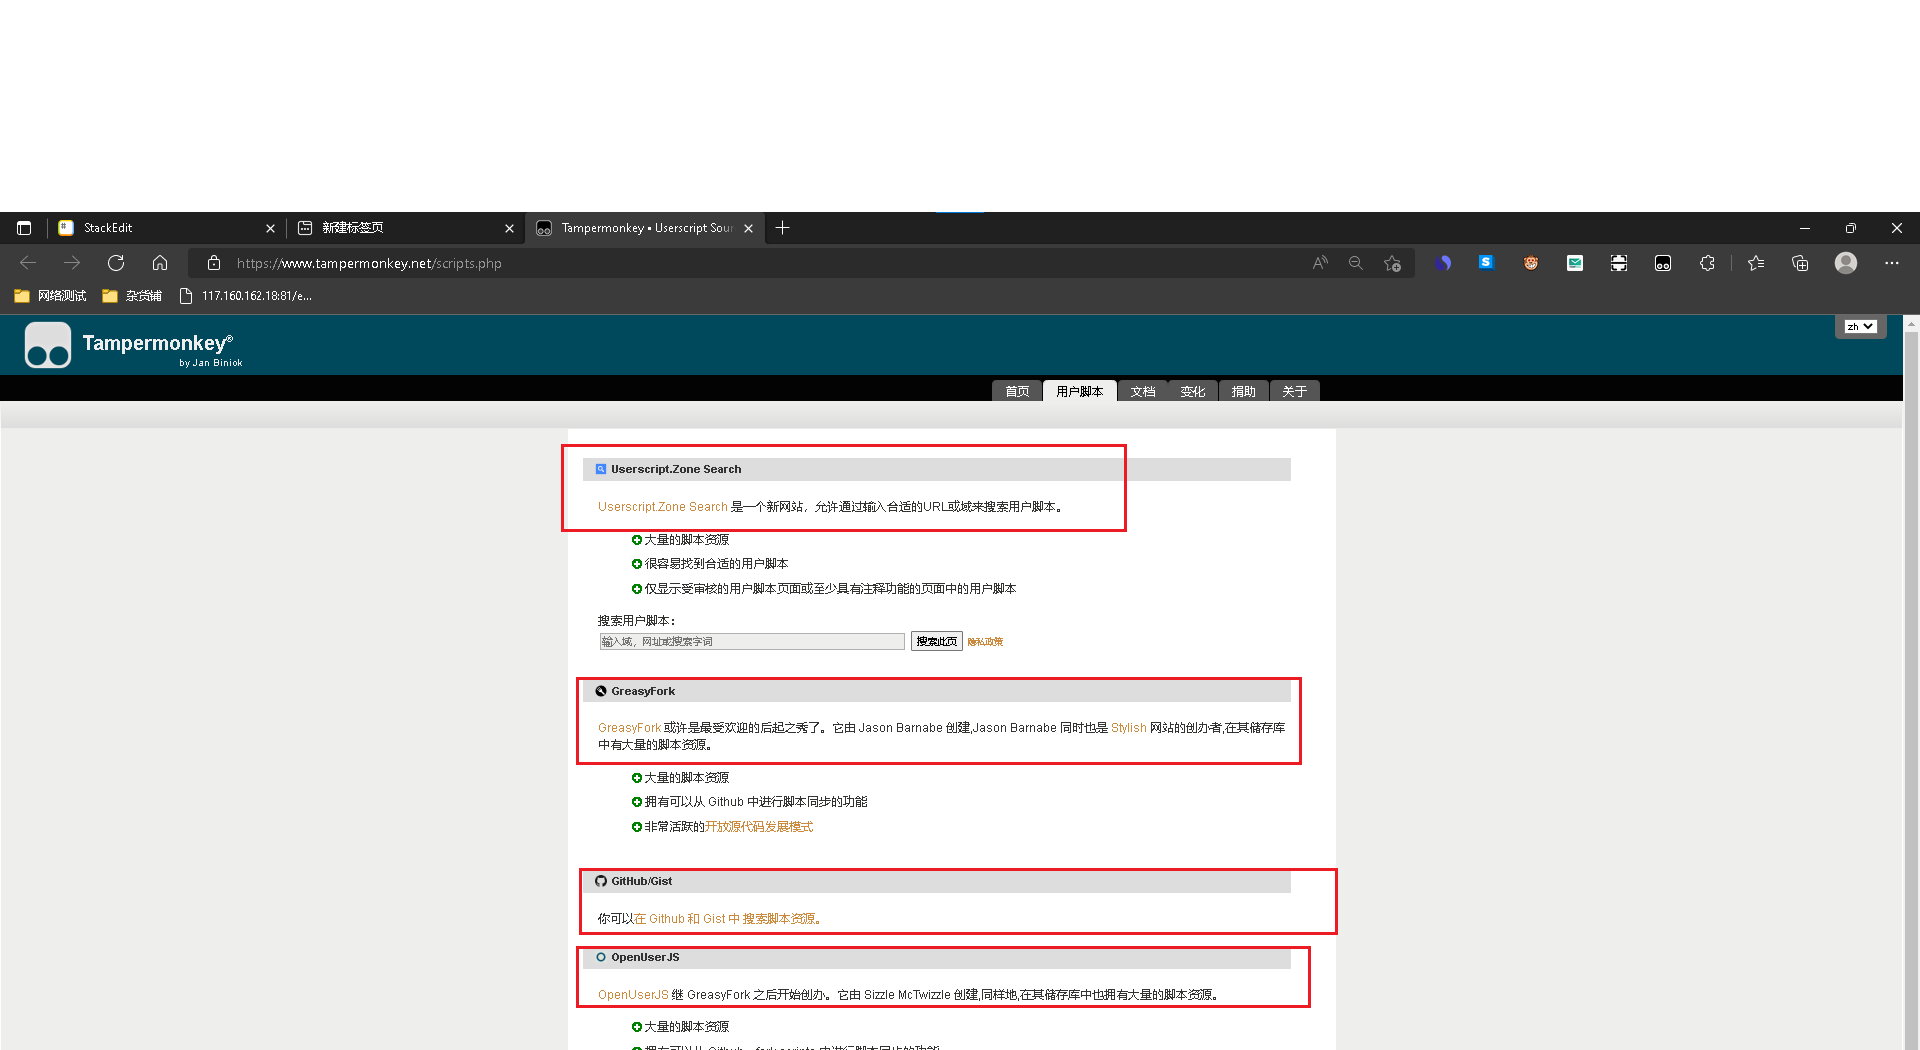 StackEdit
新建标签页
Tampermonkey • Userscript Sour
https://www.tampermonkey.net/scripts.php
网络测试
杂货铺
117.160.162.18:81/e...
Tampermonkey®
by Jan Biniok
zh
首页
用户脚本
文档
变化
捐助
关于
Userscript.Zone Search
Userscript.Zone Search 是一个新网站，允许通过输入合适的URL或域来搜索用户脚本。
大量的脚本资源
很容易找到合适的用户脚本
仅显示受审核的用户脚本页面或至少具有注释功能的页面中的用户脚本
搜索用户脚本：
输入域，网址或搜索字词
搜索此页
隐私政策
GreasyFork
GreasyFork 或许是最受欢迎的后起之秀了。它由 Jason Barnabe 创建,Jason Barnabe 同时也是 Stylish 网站的创办者,在其储存库
中有大量的脚本资源。
大量的脚本资源
拥有可以从 Github 中进行脚本同步的功能
非常活跃的开放源代码发展模式
GitHub/Gist
你可以在 Github 和 Gist 中 搜索脚本资源。
OpenUserJS
OpenUserJS 继 GreasyFork 之后开始创办。它由 Sizzle McTwizzle 创建,同样地,在其储存库中也拥有大量的脚本资源。
大量的脚本资源